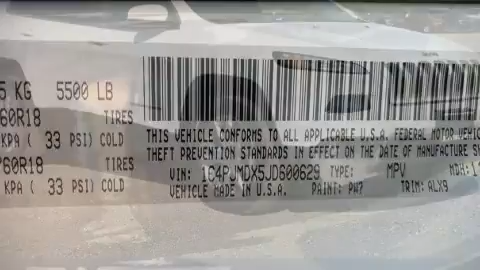 5 KG 5500 LB
60R18 TIRES
KPA ( 33 PSI) COLD
60R18 TIRES
KPA ( 33 PSI) COLD
THIS VEHICLE CONFORMS TO ALL APPLICABLE U.S.A. FEDERAL MOTOR VEHIC
THEFT PREVENTION STANDARDS IN EFFECT ON THE DATE OF MANUFACTURE S
VIN: 1C4PJMDX5JD600629 TYPE: MPV MDH:1
VEHICLE MADE IN U.S.A. PAINT: PW7 TRIM: ALX9